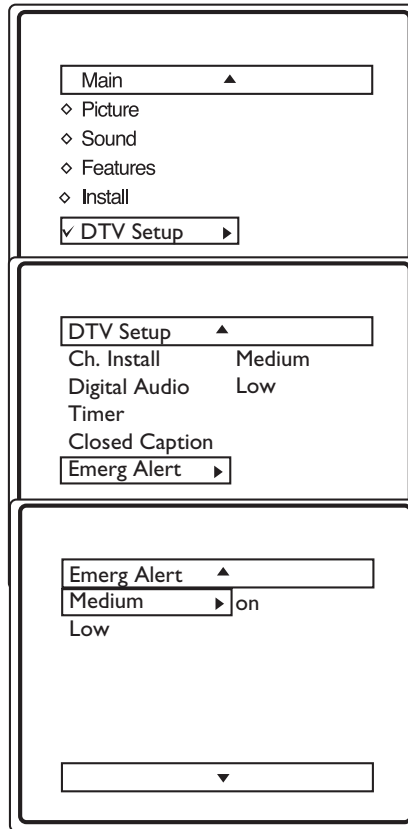 Main ▲
◇ Picture
◇ Sound
◇ Features
◇ Install
✓ DTV Setup ▶
DTV Setup ▲
Ch. Install Medium
Digital Audio Low
Timer
Closed Caption
Emerg Alert ▶
Emerg Alert ▲
Medium ▶ on
Low
▼